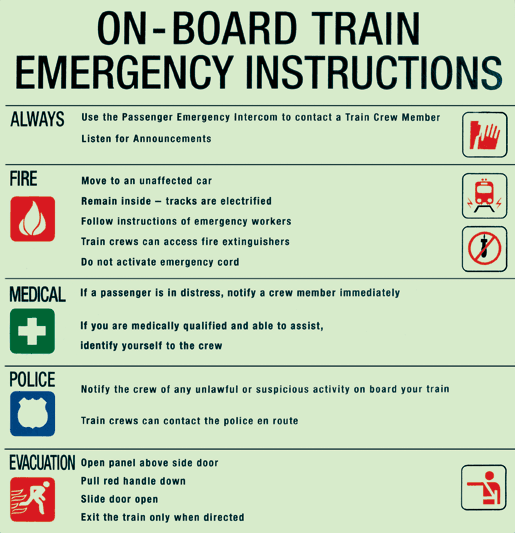 ON-BOARD TRAIN
EMERGENCY INSTRUCTIONS
ALWAYS
Use the Passenger Emergency Intercom to contact a Train Crew Member
Listen for Announcements
FIRE
Move to an unaffected car
Remain inside – tracks are electrified
Follow instructions of emergency workers
Train crews can access fire extinguishers
Do not activate emergency cord
MEDICAL
If a passenger is in distress, notify a crew member immediately
If you are medically qualified and able to assist,
identify yourself to the crew
POLICE
Notify the crew of any unlawful or suspicious activity on board your train
Train crews can contact the police en route
EVACUATION
Open panel above side door
Pull red handle down
Slide door open
Exit the train only when directed